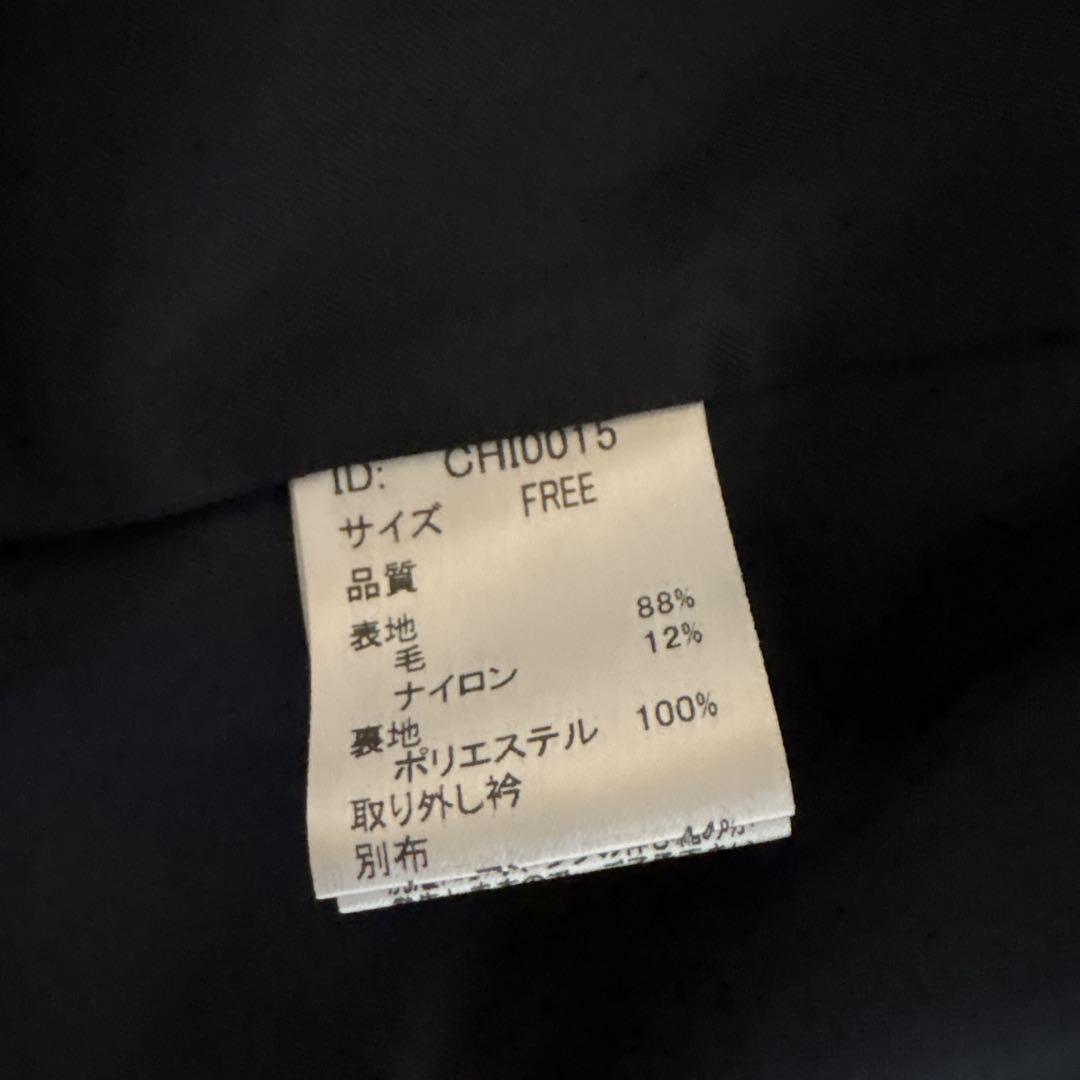 ID: CHI0015
サイズ FREE
品質
表地
毛 88%
ナイロン 12%
裏地
ポリエステル 100%
取り外し衿
別布